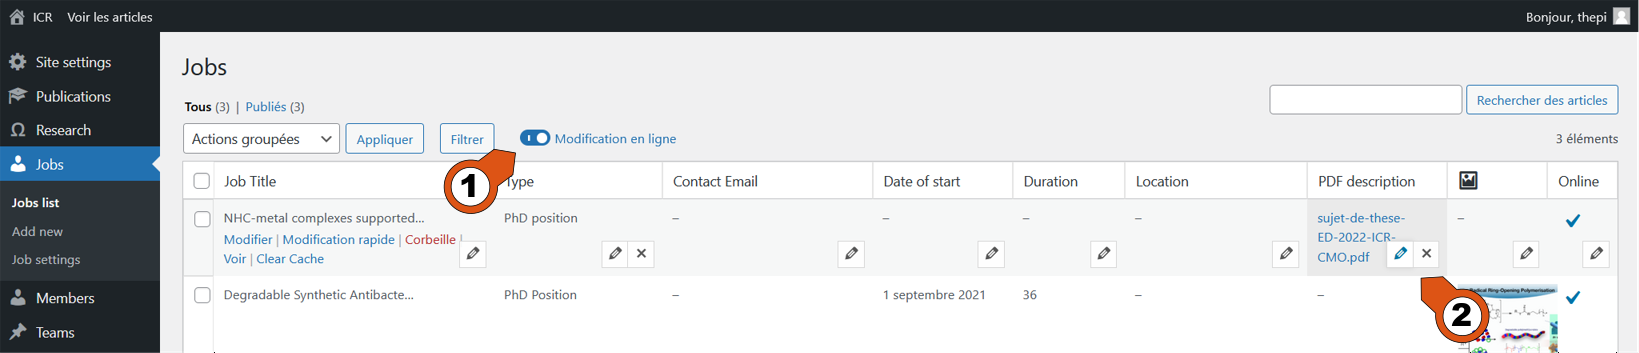 ICR Voir les articles Bonjour, thepi
Site settings
Publications
Research
Jobs
Jobs list
Add new
Job settings
Members
Teams
Jobs
Tous (3) | Publiés (3)
Rechercher des articles
Actions groupées Appliquer Filtrer Modification en ligne 3 éléments
1
Job Title Type Contact Email Date of start Duration Location PDF description Online
NHC-metal complexes supported... PhD position – – – – sujet-de-these- –
Modifier | Modification rapide | Corbeille | ED-2022-ICR-
Voir | Clear Cache CMO.pdf
Degradable Synthetic Antibacte... PhD Position – 1 septembre 2021 36 – –
Radical Ring-Opening Polymerization
2